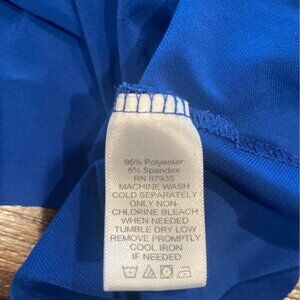 95% Polyester
5% Spandex
RN 87935
MACHINE WASH
COLD SEPARATELY
ONLY NON-
CHLORINE BLEACH
WHEN NEEDED
TUMBLE DRY LOW
REMOVE PROMPTLY
COOL IRON
IF NEEDED